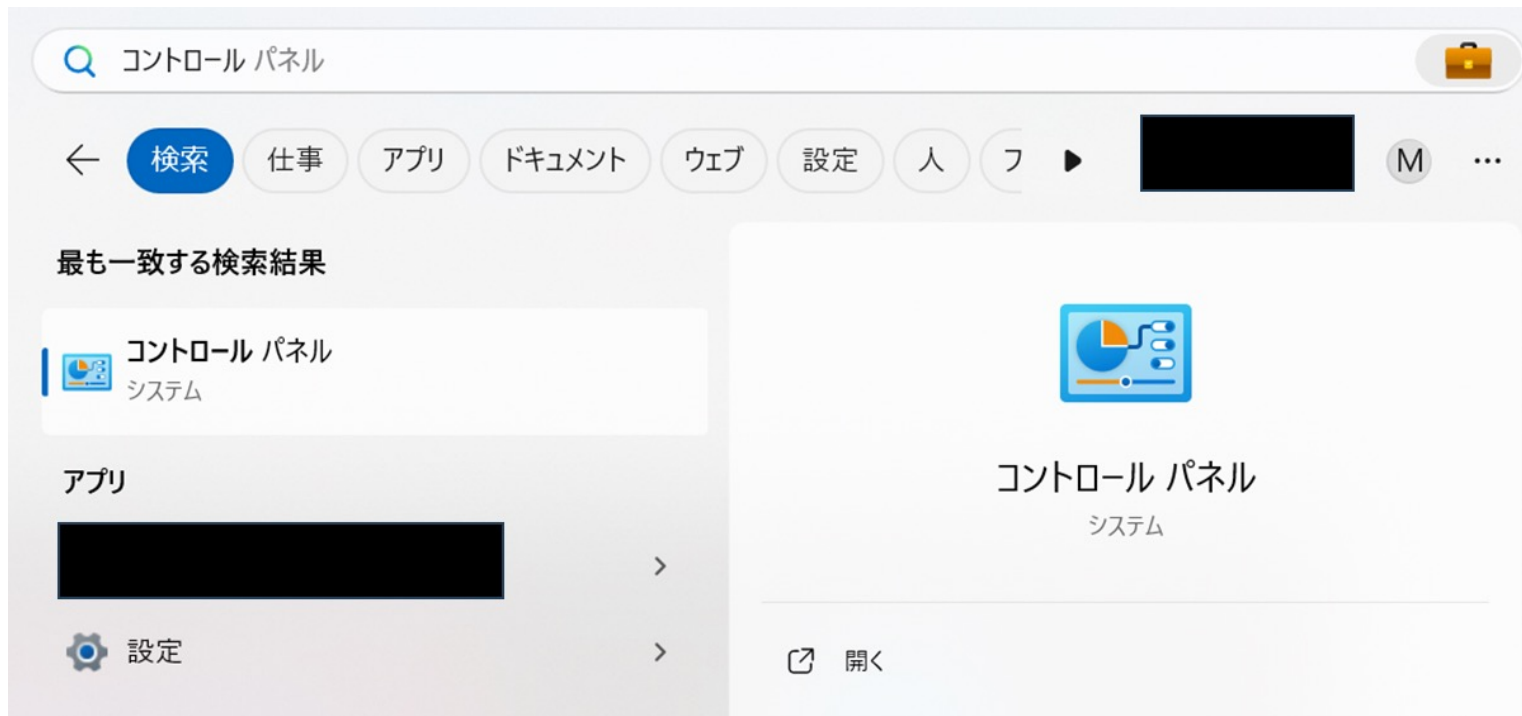 コントロール パネル
検索 仕事 アプリ ドキュメント ウェブ 設定 人 フ M ...
最も一致する検索結果
コントロール パネル
システム
アプリ
設定
コントロール パネル
システム
開く